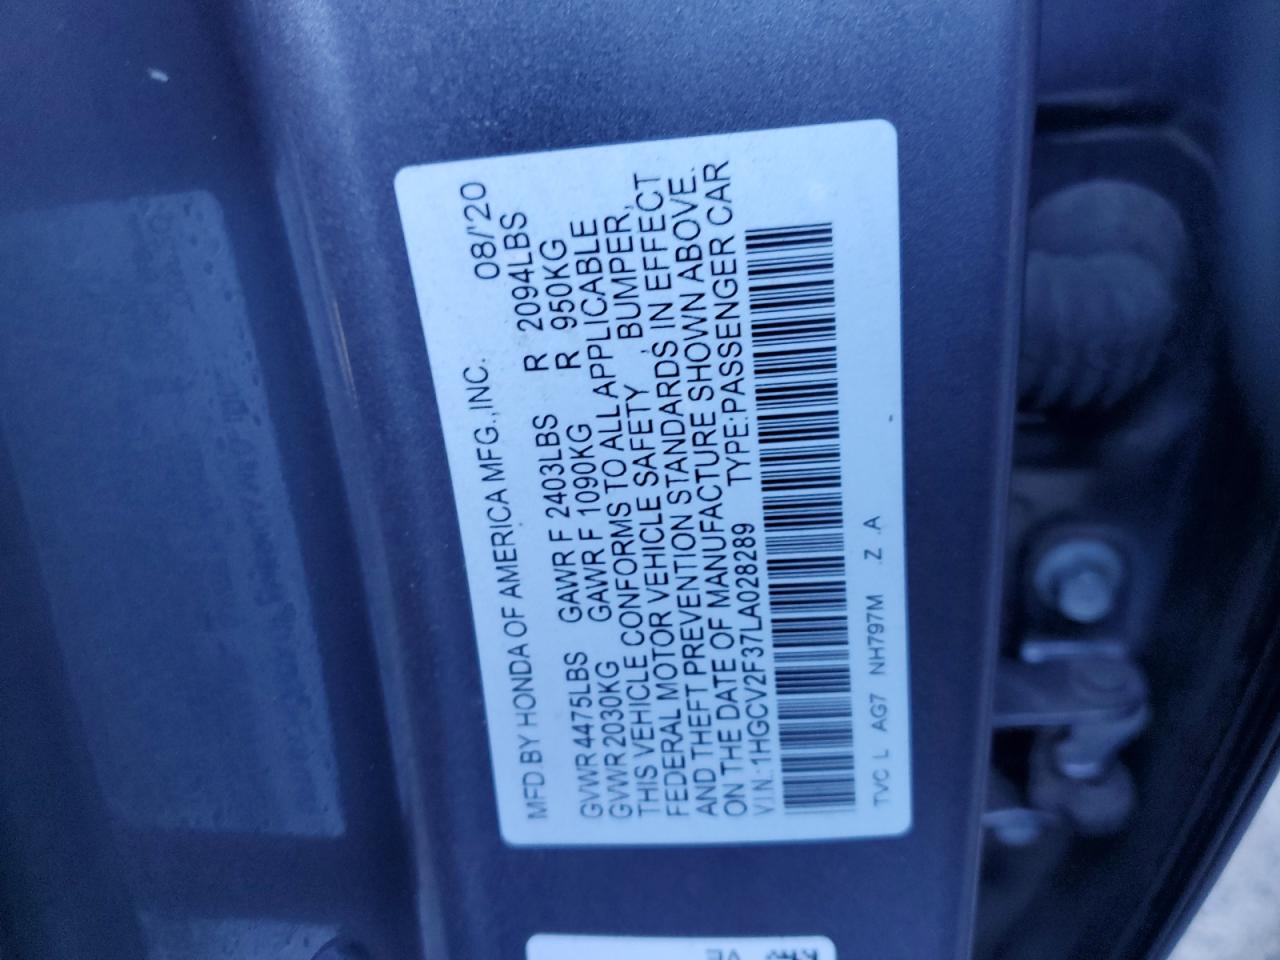 MFD.BY HONDA OF AMERICA MFG.,INC. 08/'20
GVWR 4475LBS GAWR F 2403LBS R 2094LBS
GVWR 2030KG GAWR F 1090KG R 950KG
THIS VEHICLE CONFORMS TO ALL APPLICABLE
FEDERAL MOTOR VEHICLE SAFETY , BUMPER,
AND THEFT PREVENTION STANDARDS IN EFFECT
ON THE DATE OF MANUFACTURE SHOWN ABOVE.
V.I.N.:1HGCV2F37LA028289 TYPE:PASSENGER CAR
TVC L AG7 NH797M Z .A